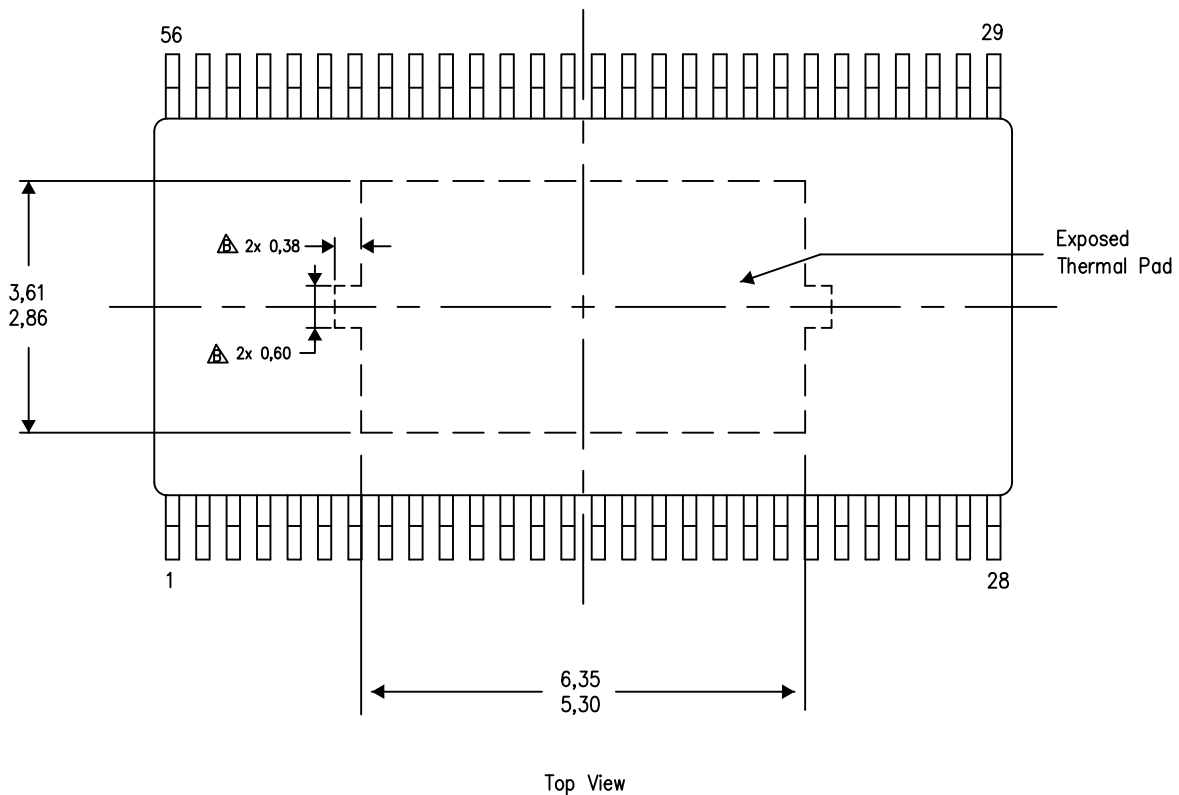 56
29
B 2x 0,38
Exposed
Thermal Pad
3,61
2,86
B 2x 0,60
1
28
6,35
5,30
Top View